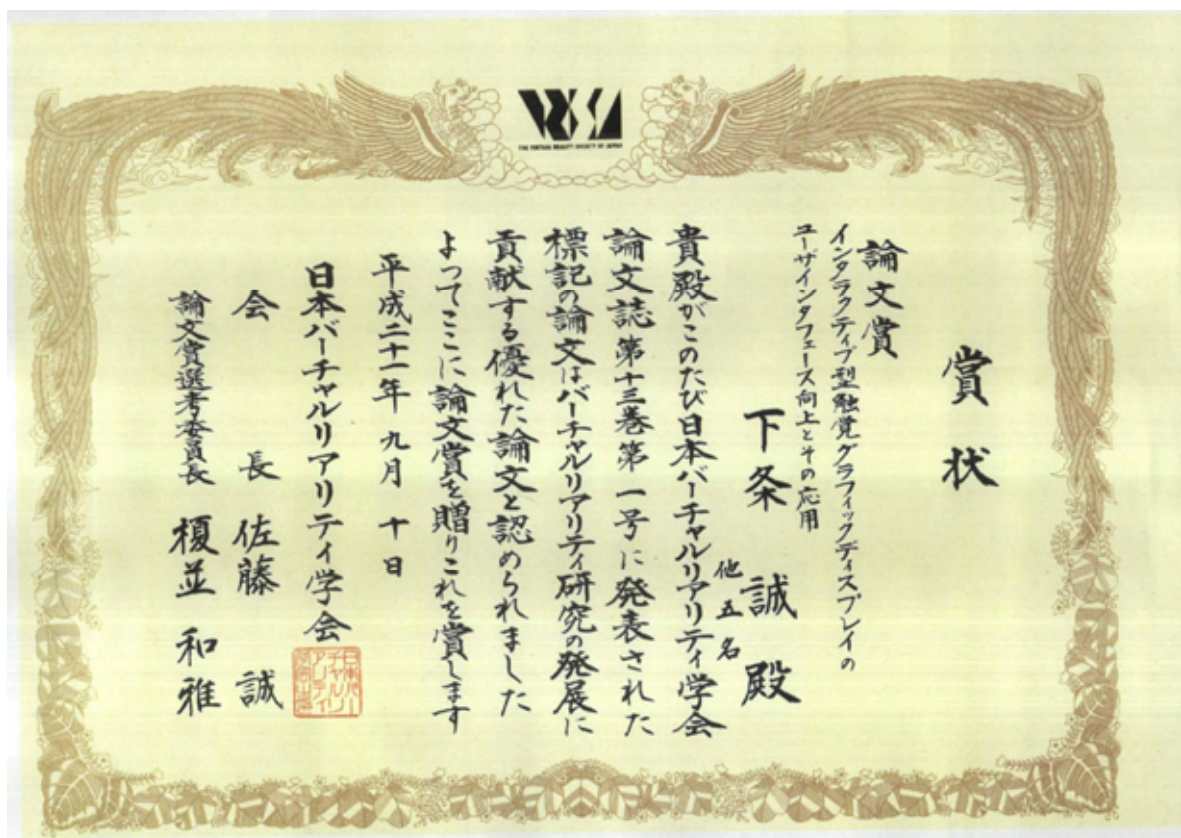 THE VIRTUAL REALITY SOCIETY OF JAPAN
賞状
論文賞
インタラクティブ型触覚グラフィックディスプレイの
ユーザインタフェース向上とその応用
下条 誠 殿
他五名
貴殿がこのたび日本バーチャルリアリティ学会
論文誌第十三巻第一号に発表された
標記の論文はバーチャルリアリティ研究の発展に
貢献する優れた論文と認められました
よってここに論文賞を贈りこれを賞します
平成二十一年 九月 十日
日本バーチャルリアリティ学会
会長 佐藤 誠
論文賞選考委員長 榎並 和雅